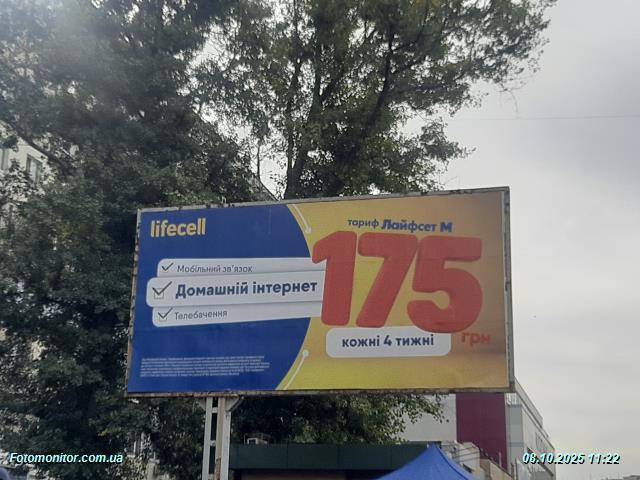 lifecell
Мобільний зв'язок
Домашній інтернет
Телебачення
тариф Лайфсет М
175
грн
кожні 4 тижні
Fotomonitor.com.ua
08.10.2025 11:22